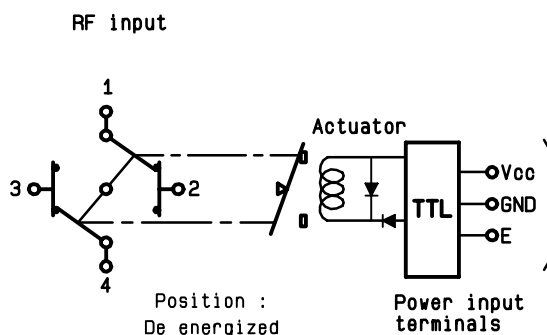 RF input
1
Actuator
3
2
Vcc
GND
E
TTL
4
Position :
De energized
Power input
terminals